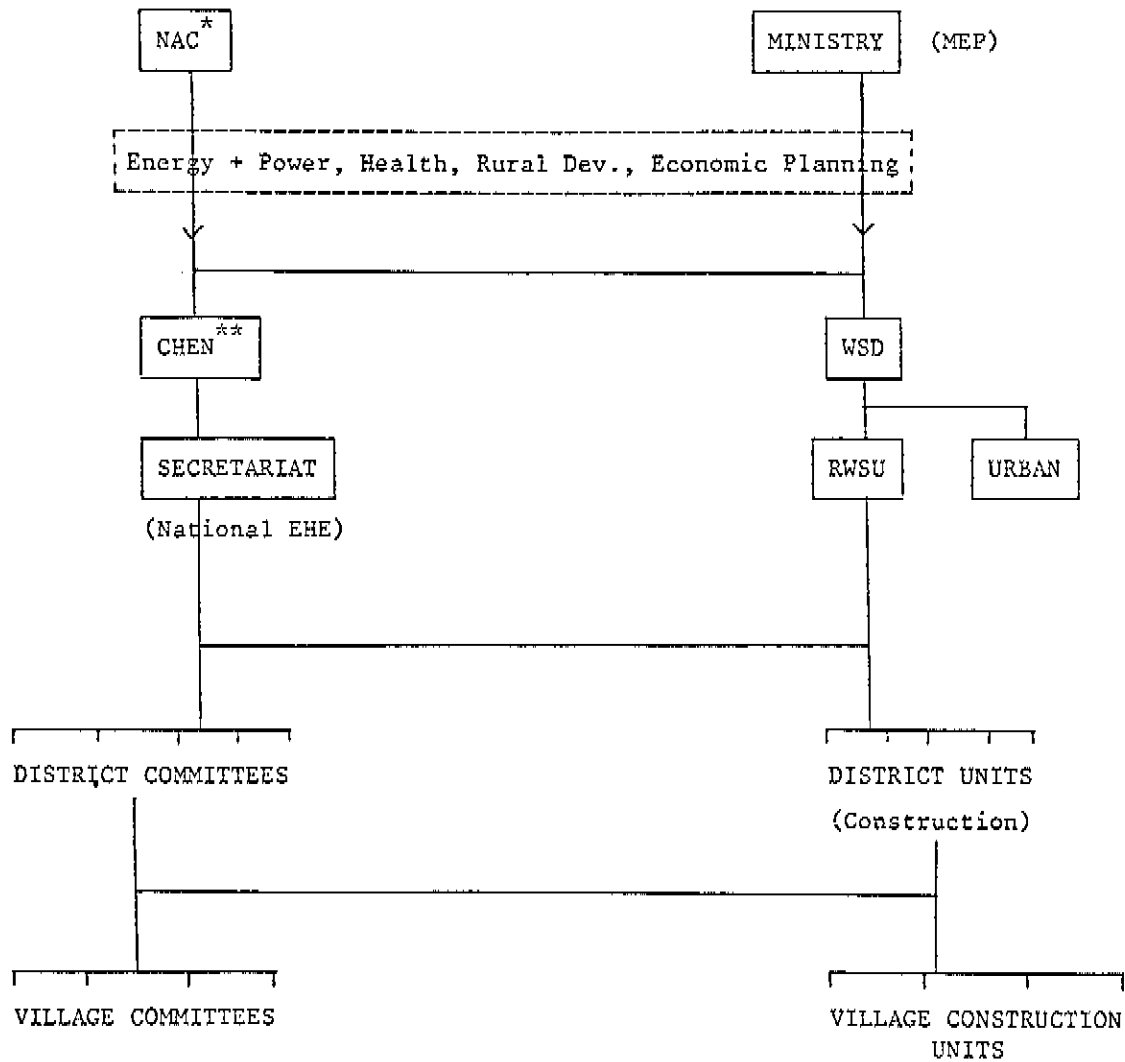 NAC*
MINISTRY (MEP)
Energy + Power, Health, Rural Dev., Economic Planning
CHEN**
WSD
SECRETARIAT
RWSU
URBAN
(National EHE)
DISTRICT COMMITTEES
DISTRICT UNITS
(Construction)
VILLAGE COMMITTEES
VILLAGE CONSTRUCTION
UNITS